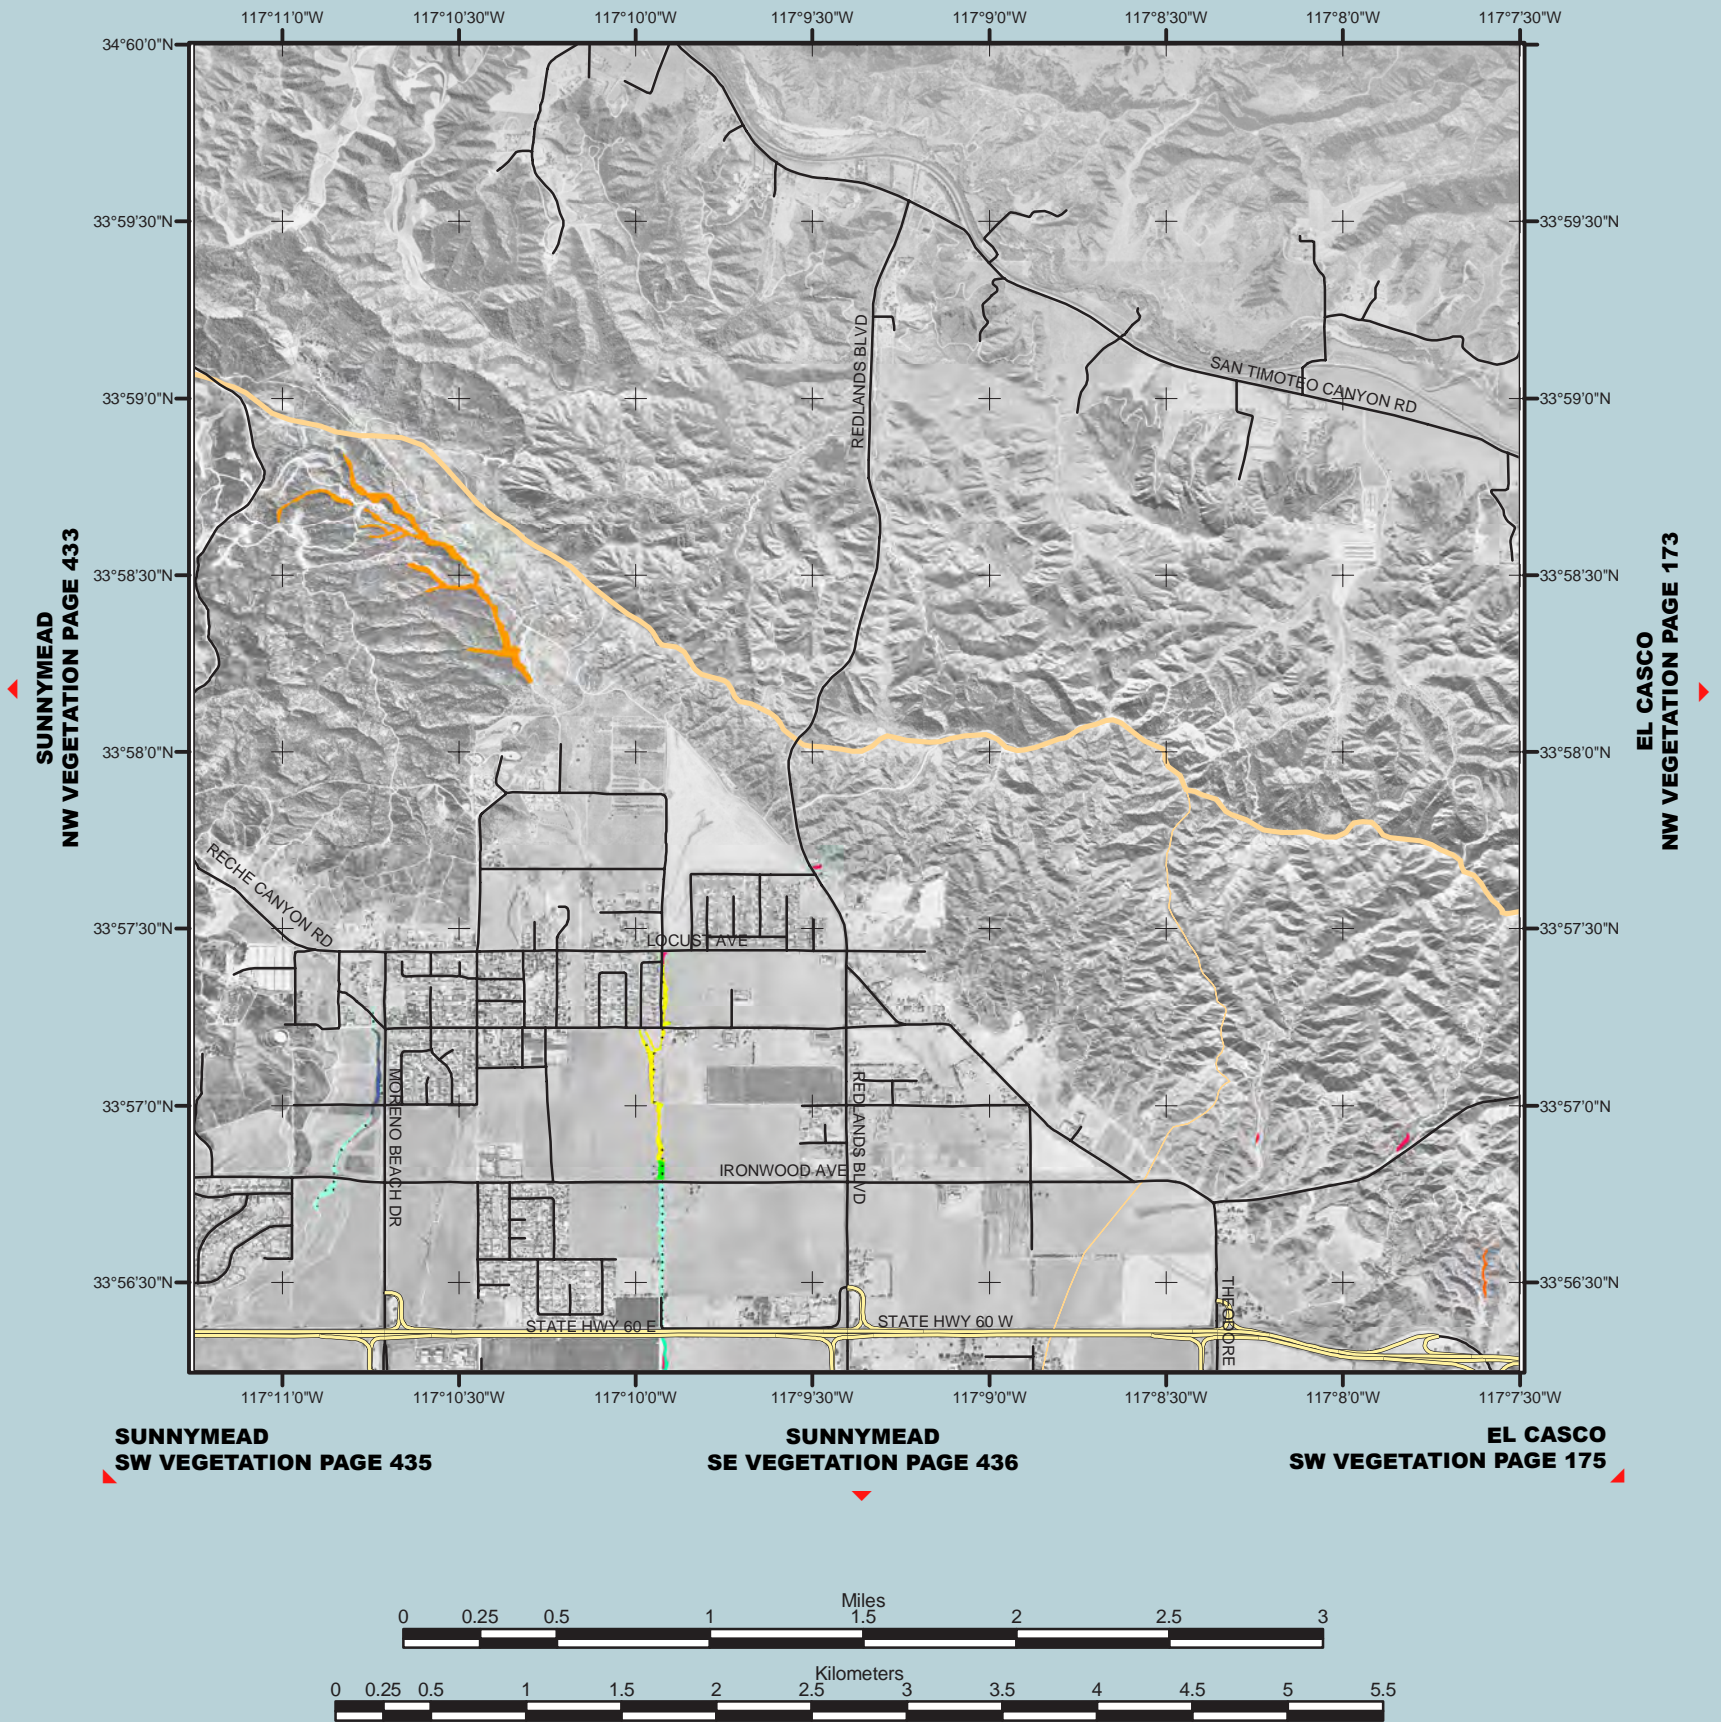 117°11'0"W 117°10'30"W 117°10'0"W 117°9'30"W 117°9'0"W 117°8'30"W 117°8'0"W 117°7'30"W
34°60'0"N
33°59'30"N 33°59'30"N
REDLANDS BLVD
SAN TIMOTEO CANYON RD
33°59'0"N 33°59'0"N
SUNNYMEAD
NW VEGETATION PAGE 433
EL CASCO
NW VEGETATION PAGE 173
33°58'30"N 33°58'30"N
33°58'0"N 33°58'0"N
RECHE CANYON RD
33°57'30"N 33°57'30"N
LOCUST AVE
MORENO BEACH DR
REDLANDS BLVD
33°57'0"N 33°57'0"N
IRONWOOD AVE
33°56'30"N 33°56'30"N
THEODORE
STATE HWY 60 E STATE HWY 60 W
117°11'0"W 117°10'30"W 117°10'0"W 117°9'30"W 117°9'0"W 117°8'30"W 117°8'0"W 117°7'30"W
SUNNYMEAD
SW VEGETATION PAGE 435
SUNNYMEAD
SE VEGETATION PAGE 436
EL CASCO
SW VEGETATION PAGE 175
Miles
0 0.25 0.5 1 1.5 2 2.5 3
Kilometers
0 0.25 0.5 1 1.5 2 2.5 3 3.5 4 4.5 5 5.5